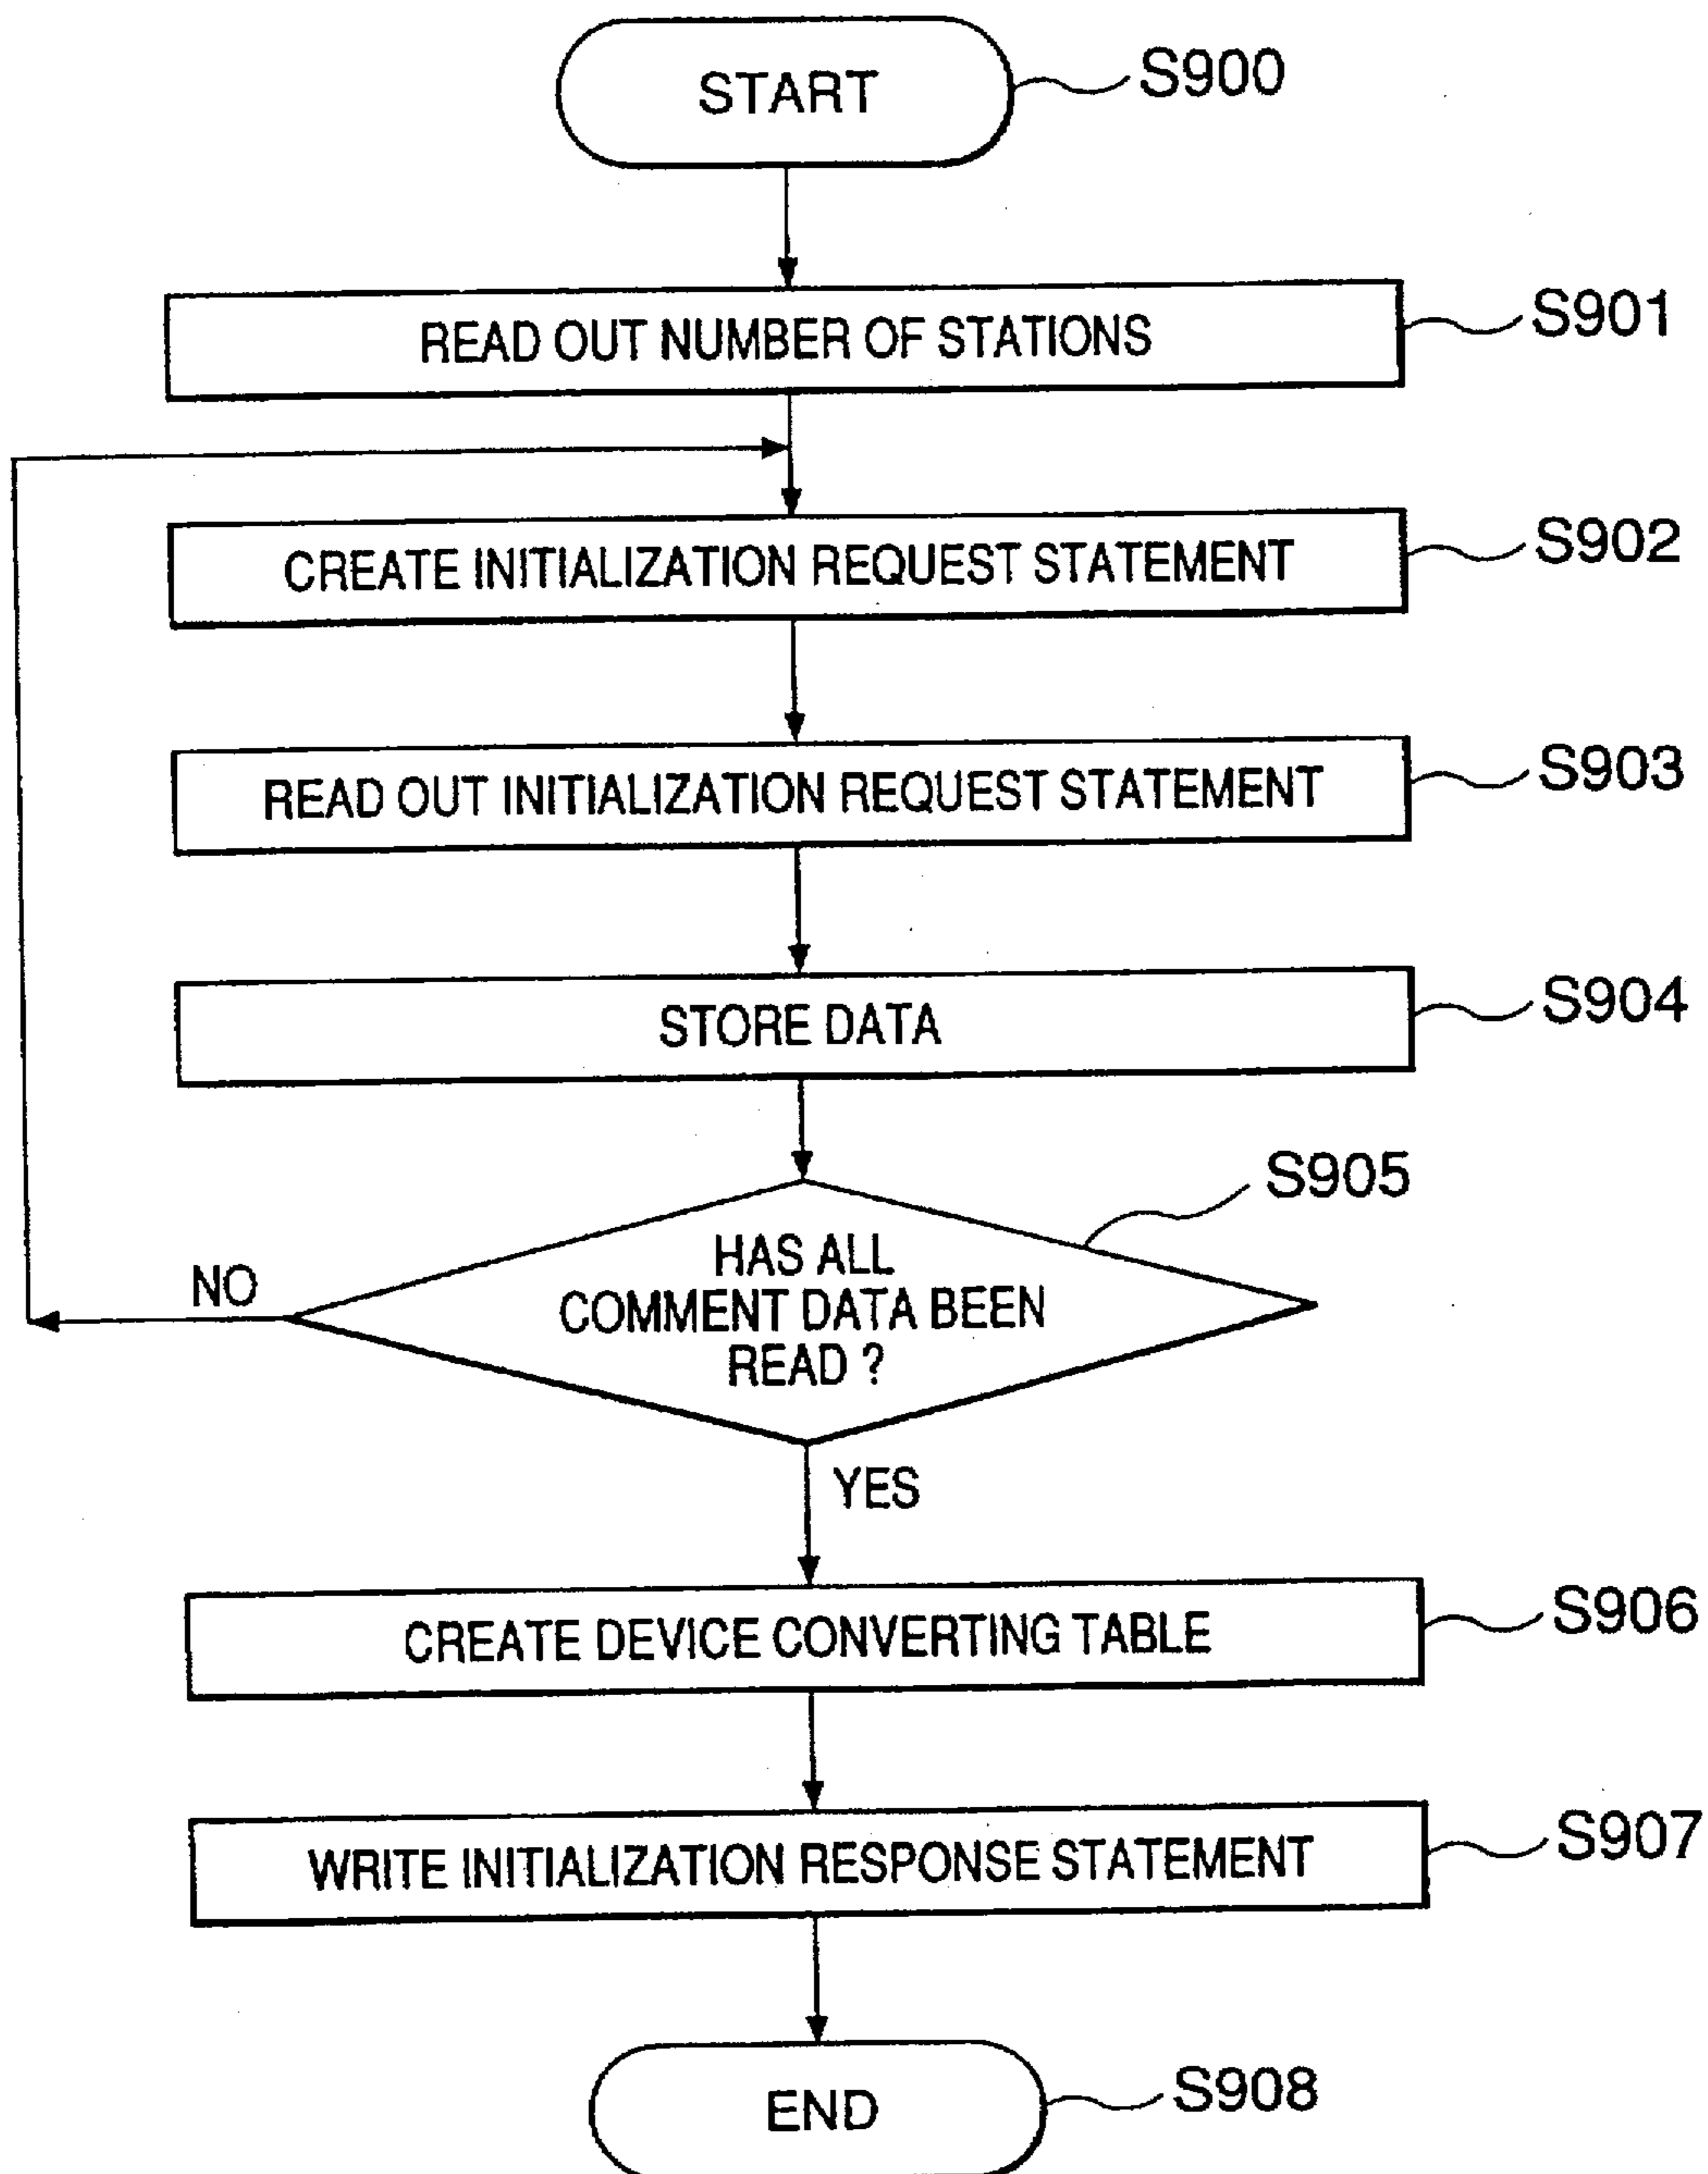 START
S900
READ OUT NUMBER OF STATIONS
S901
CREATE INITIALIZATION REQUEST STATEMENT
S902
READ OUT INITIALIZATION REQUEST STATEMENT
S903
STORE DATA
S904
S905
HAS ALL
COMMENT DATA BEEN
READ ?
NO
YES
CREATE DEVICE CONVERTING TABLE
S906
WRITE INITIALIZATION RESPONSE STATEMENT
S907
END
S908